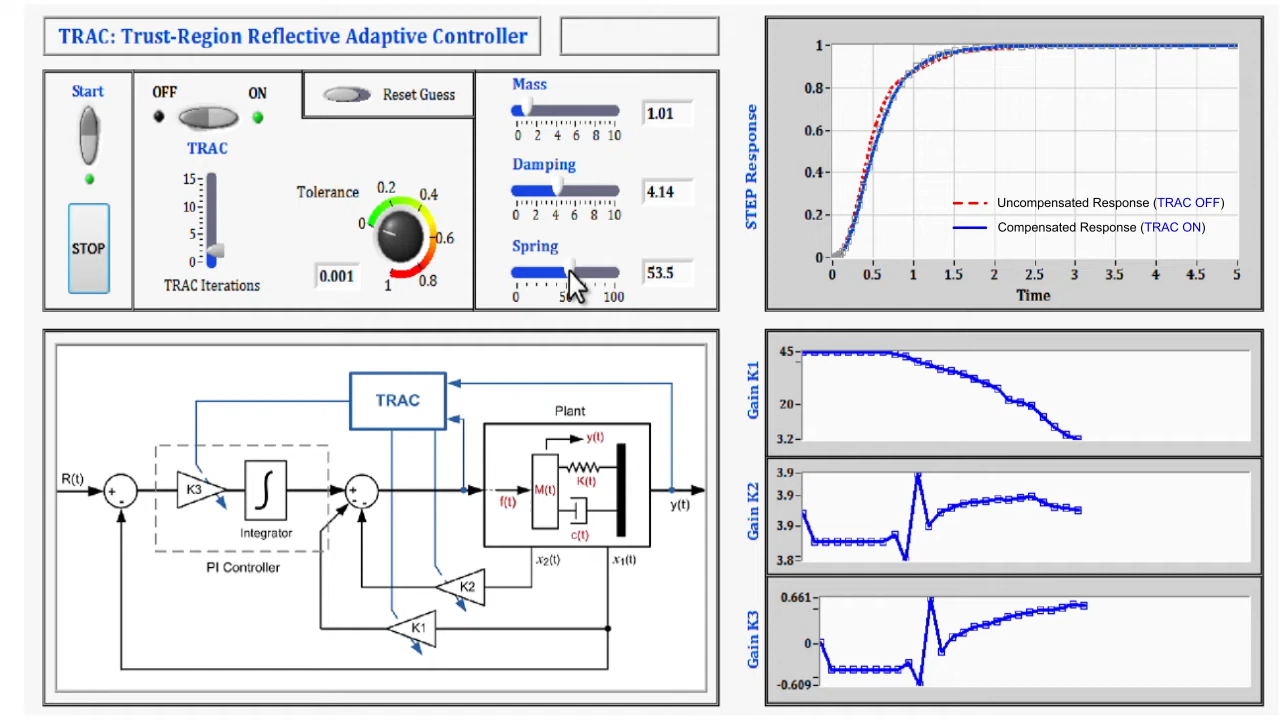 TRAC: Trust-Region Reflective Adaptive Controller
Start
OFF
ON
TRAC
Reset Guess
STOP
15
10
5
0
TRAC Iterations
Tolerance
0
0.2
0.4
0.6
0.8
1
0.001
Mass
1.01
0 2 4 6 8 10
Damping
4.14
0 2 4 6 8 10
Spring
53.5
0 100
STEP Response
1
0.8
0.6
0.4
0.2
0
Uncompensated Response (TRAC OFF)
Compensated Response (TRAC ON)
0 0.5 1 1.5 2 2.5 3 3.5 4 4.5 5
Time
TRAC
Plant
y(t)
M(t)
K(t)
f(t)
c(t)
R(t)
+
-
K3
∫
Integrator
PI Controller
+
- -
y(t)
x2(t)
x1(t)
K2
K1
Gain K1
45
20
3.2
Gain K2
3.9
3.9
3.9
3.8
Gain K3
0.661
0
-0.609